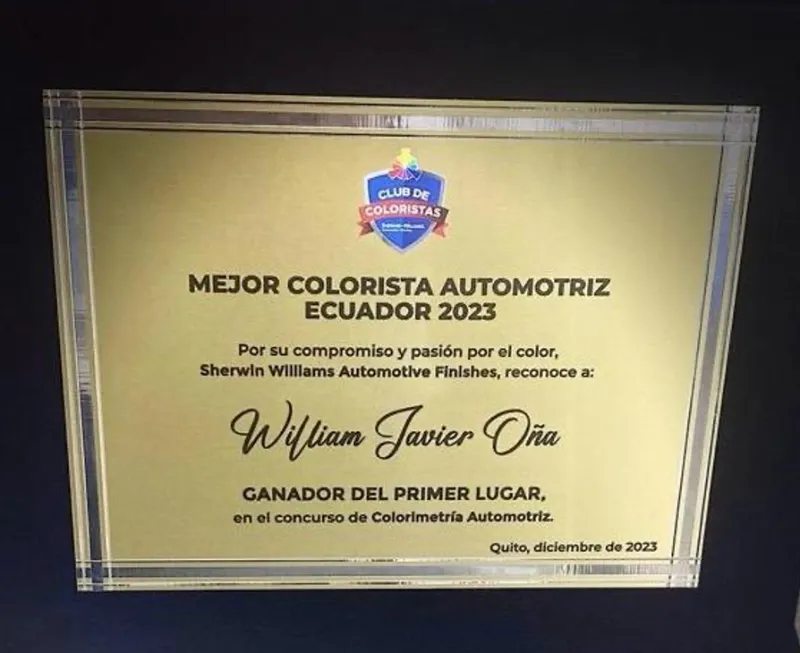 CLUB DE
COLORISTAS
MEJOR COLORISTA AUTOMOTRIZ
ECUADOR 2023
Por su compromiso y pasión por el color,
Sherwin Williams Automotive Finishes, reconoce a:
William Javier Oña
GANADOR DEL PRIMER LUGAR,
en el concurso de Colorimetría Automotriz.
Quito, diciembre de 2023